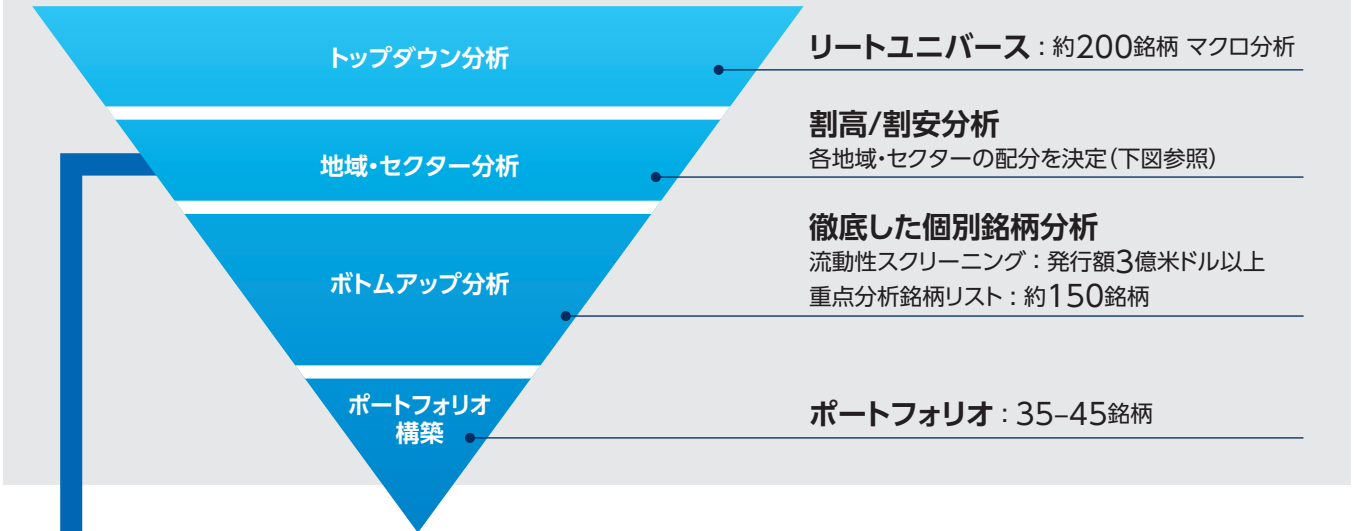 トップダウン分析
リートユニバース：約200銘柄 マクロ分析
地域・セクター分析
割高/割安分析
各地域・セクターの配分を決定（下図参照）
ボトムアップ分析
徹底した個別銘柄分析
流動性スクリーニング：発行額3億米ドル以上
重点分析銘柄リスト：約150銘柄
ポートフォリオ
構築
ポートフォリオ：35–45銘柄